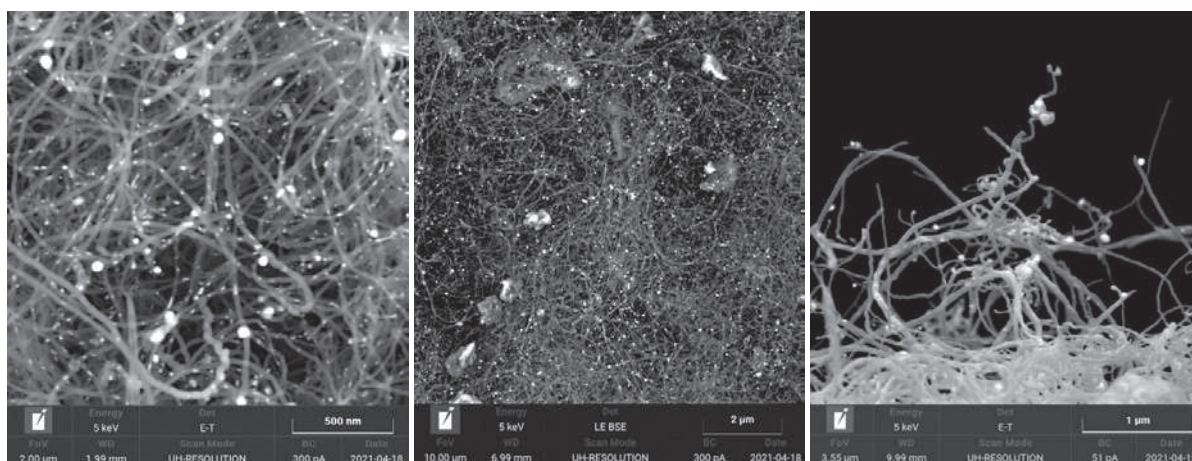 Energy Det 500 nm
5 keV E-T
FoV WD Scan Mode BC Date
2.00 µm 1.99 mm UH-RESOLUTION 300 pA 2021-04-18
Energy Det 2 µm
5 keV LE BSE
FoV WD Scan Mode BC Date
10.00 µm 6.99 mm UH-RESOLUTION 300 pA 2021-04-18
Energy Det 1 µm
5 keV E-T
FoV WD Scan Mode BC Date
3.55 µm 9.99 mm UH-RESOLUTION 51 pA